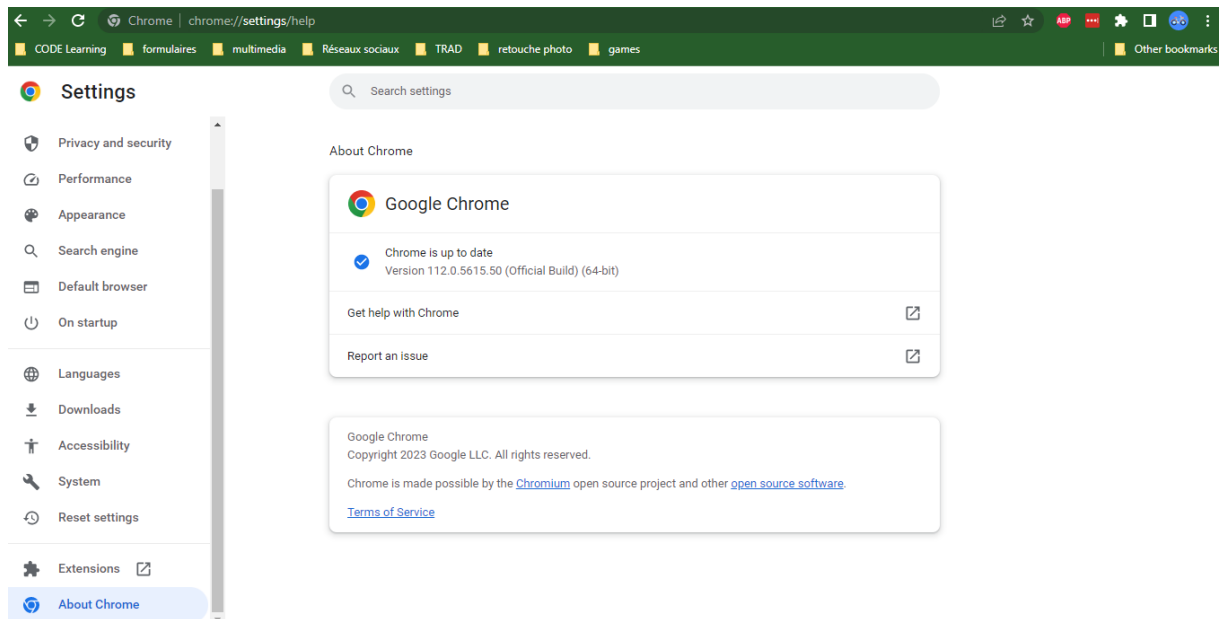 Chrome | chrome://settings/help
ABP
CODE Learning formulaires multimedia Réseaux sociaux TRAD retouche photo games Other bookmarks
Settings
Search settings
Privacy and security
Performance
Appearance
Search engine
Default browser
On startup
Languages
Downloads
Accessibility
System
Reset settings
Extensions
About Chrome
About Chrome
Google Chrome
Chrome is up to date
Version 112.0.5615.50 (Official Build) (64-bit)
Get help with Chrome
Report an issue
Google Chrome
Copyright 2023 Google LLC. All rights reserved.
Chrome is made possible by the Chromium open source project and other open source software.
Terms of Service